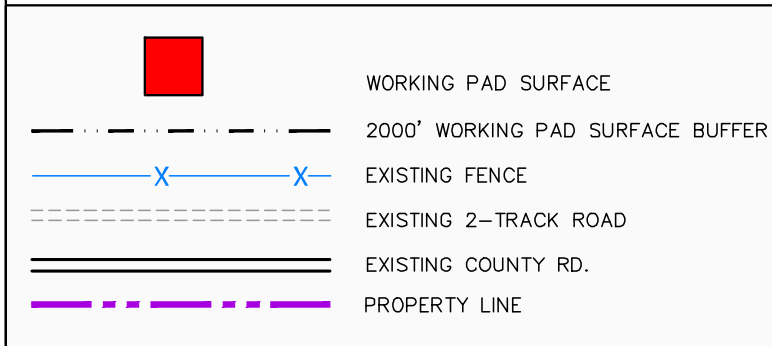 WORKING PAD SURFACE
2000' WORKING PAD SURFACE BUFFER
X X
EXISTING FENCE
EXISTING 2-TRACK ROAD
EXISTING COUNTY RD.
PROPERTY LINE